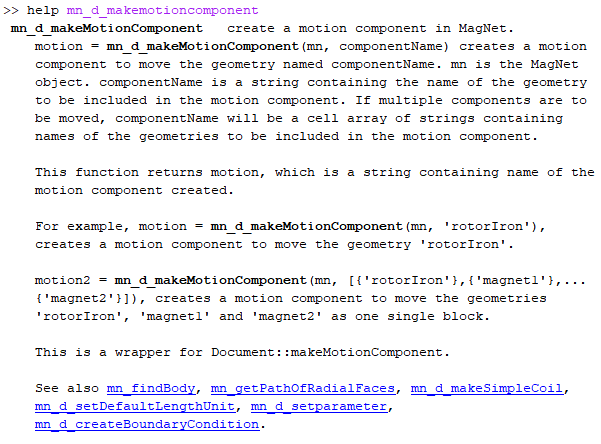 >> help mn_d_makemotioncomponent
mn_d_makeMotionComponent   create a motion component in MagNet.
motion = mn_d_makeMotionComponent(mn, componentName) creates a motion
component to move the geometry named componentName. mn is the MagNet
object. componentName is a string containing the name of the geometry
to be included in the motion component. If multiple components are to
be moved, componentName will be a cell array of strings containing
names of the geometries to be included in the motion component.
This function returns motion, which is a string containing name of the
motion component created.
For example, motion = mn_d_makeMotionComponent(mn, 'rotorIron'),
creates a motion component to move the geometry 'rotorIron'.
motion2 = mn_d_makeMotionComponent(mn, [{'rotorIron'},{'magnet1'},...
{'magnet2'}]), creates a motion component to move the geometries
'rotorIron', 'magnet1' and 'magnet2' as one single block.
This is a wrapper for Document::makeMotionComponent.
See also mn_findBody, mn_getPathOfRadialFaces, mn_d_makeSimpleCoil,
mn_d_setDefaultLengthUnit, mn_d_setparameter,
mn_d_createBoundaryCondition.